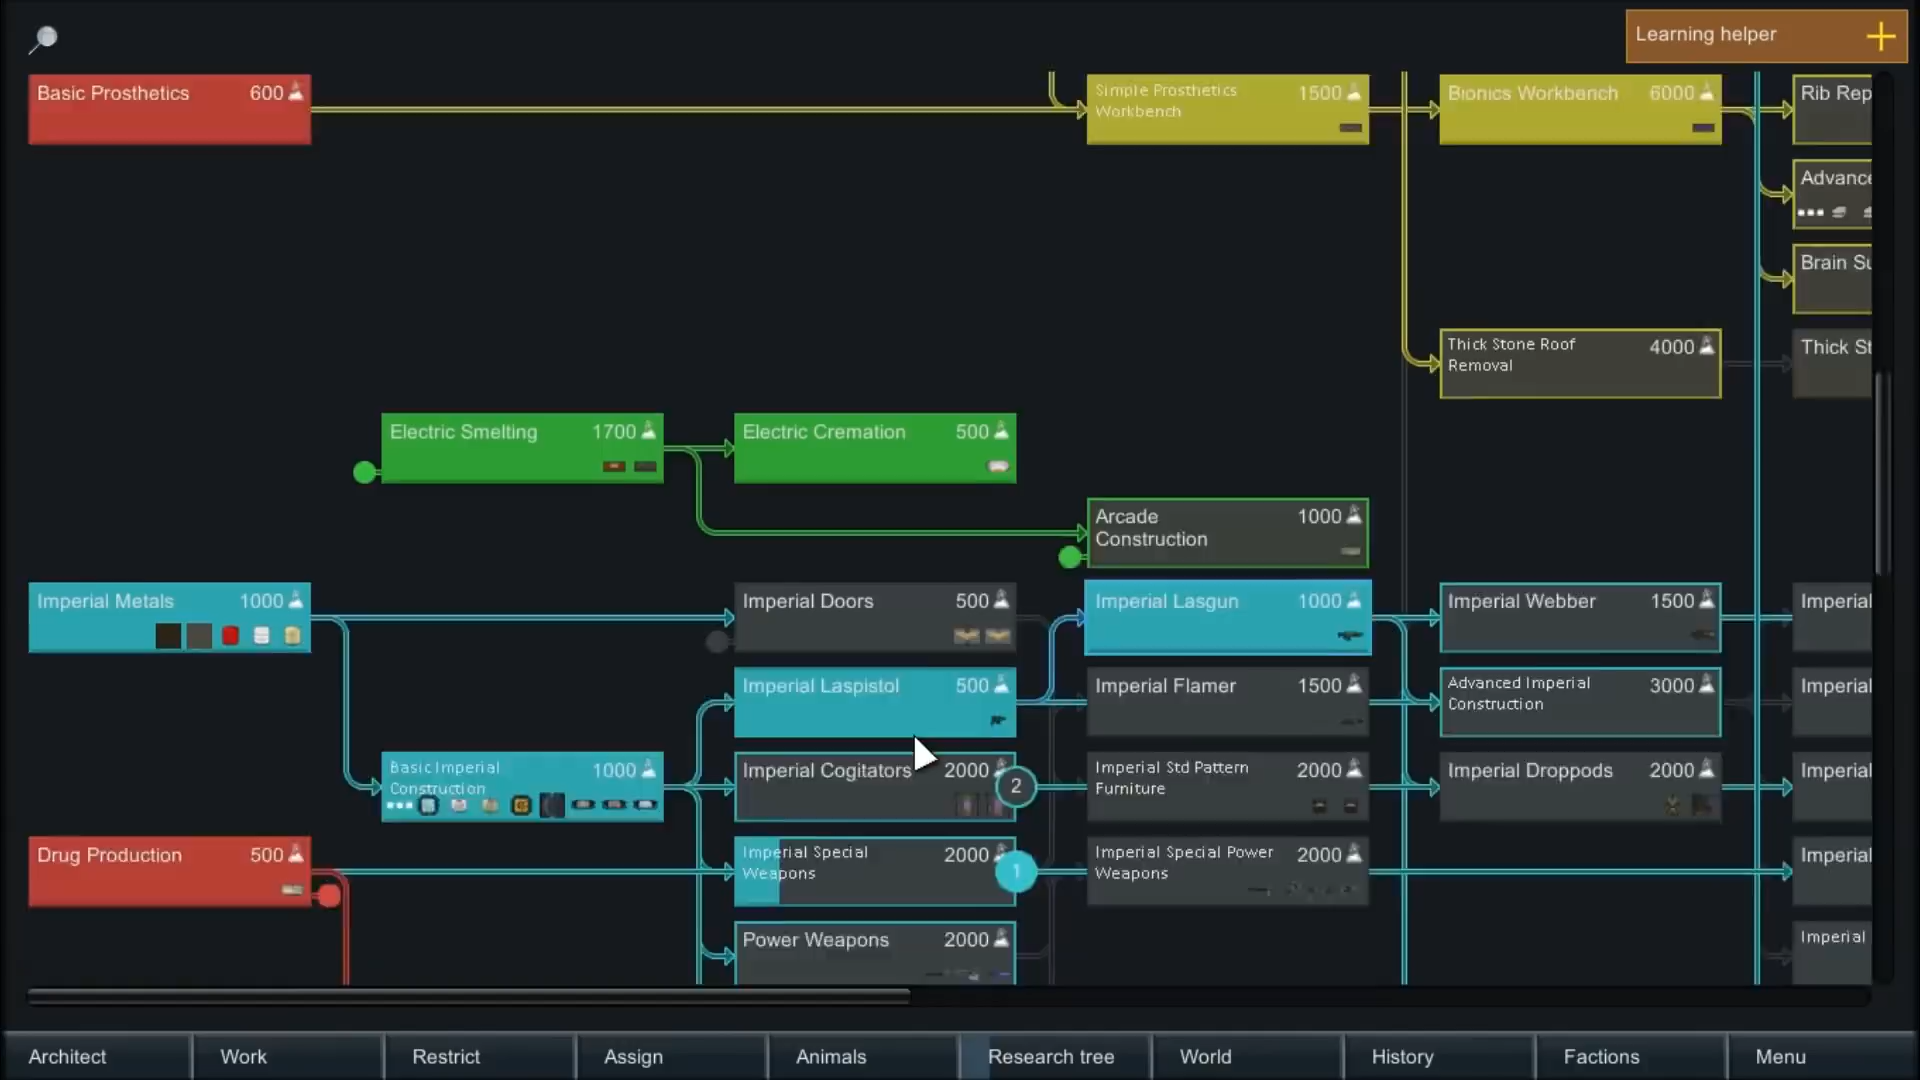 Learning helper
Basic Prosthetics 600
Simple Prosthetics 1500
Workbench
Bionics Workbench 6000
Rib Rep
Advance
Brain Su
Thick Stone Roof 4000
Removal
Thick St
Electric Smelting 1700
Electric Cremation 500
Arcade 1000
Construction
Imperial Metals 1000
Imperial Doors 500
Imperial Lasgun 1000
Imperial Webber 1500
Imperial
Imperial Laspistol 500
Imperial Flamer 1500
Advanced Imperial 3000
Construction
Imperial
Basic Imperial 1000
Construction
Imperial Cogitators 2000
2
Imperial Std Pattern 2000
Furniture
Imperial Droppods 2000
Imperial
Drug Production 500
Imperial Special 2000
Weapons
1
Imperial Special Power 2000
Weapons
Imperial
Power Weapons 2000
Imperial
Architect Work Restrict Assign Animals Research tree World History Factions Menu